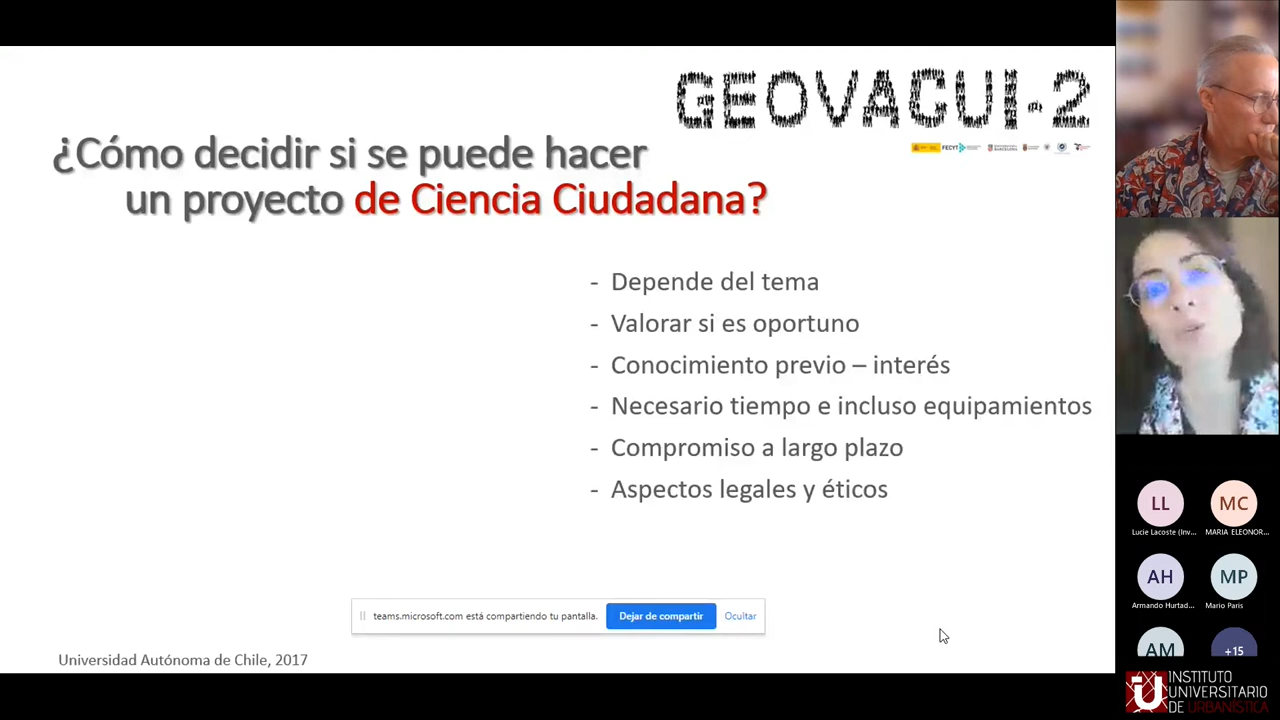 GEOVACUI-2
FECYT
¿Cómo decidir si se puede hacer
un proyecto de Ciencia Ciudadana?
- Depende del tema
- Valorar si es oportuno
- Conocimiento previo – interés
- Necesario tiempo e incluso equipamientos
- Compromiso a largo plazo
- Aspectos legales y éticos
teams.microsoft.com está compartiendo tu pantalla.
Dejar de compartir
Ocultar
Universidad Autónoma de Chile, 2017
LL
MC
Lucie Lacoste (Inv...
MARIA ELEONOR...
AH
MP
Armando Hurtad...
Mario Paris
AM
+15
INSTITUTO
UNIVERSITARIO
DE URBANÍSTICA